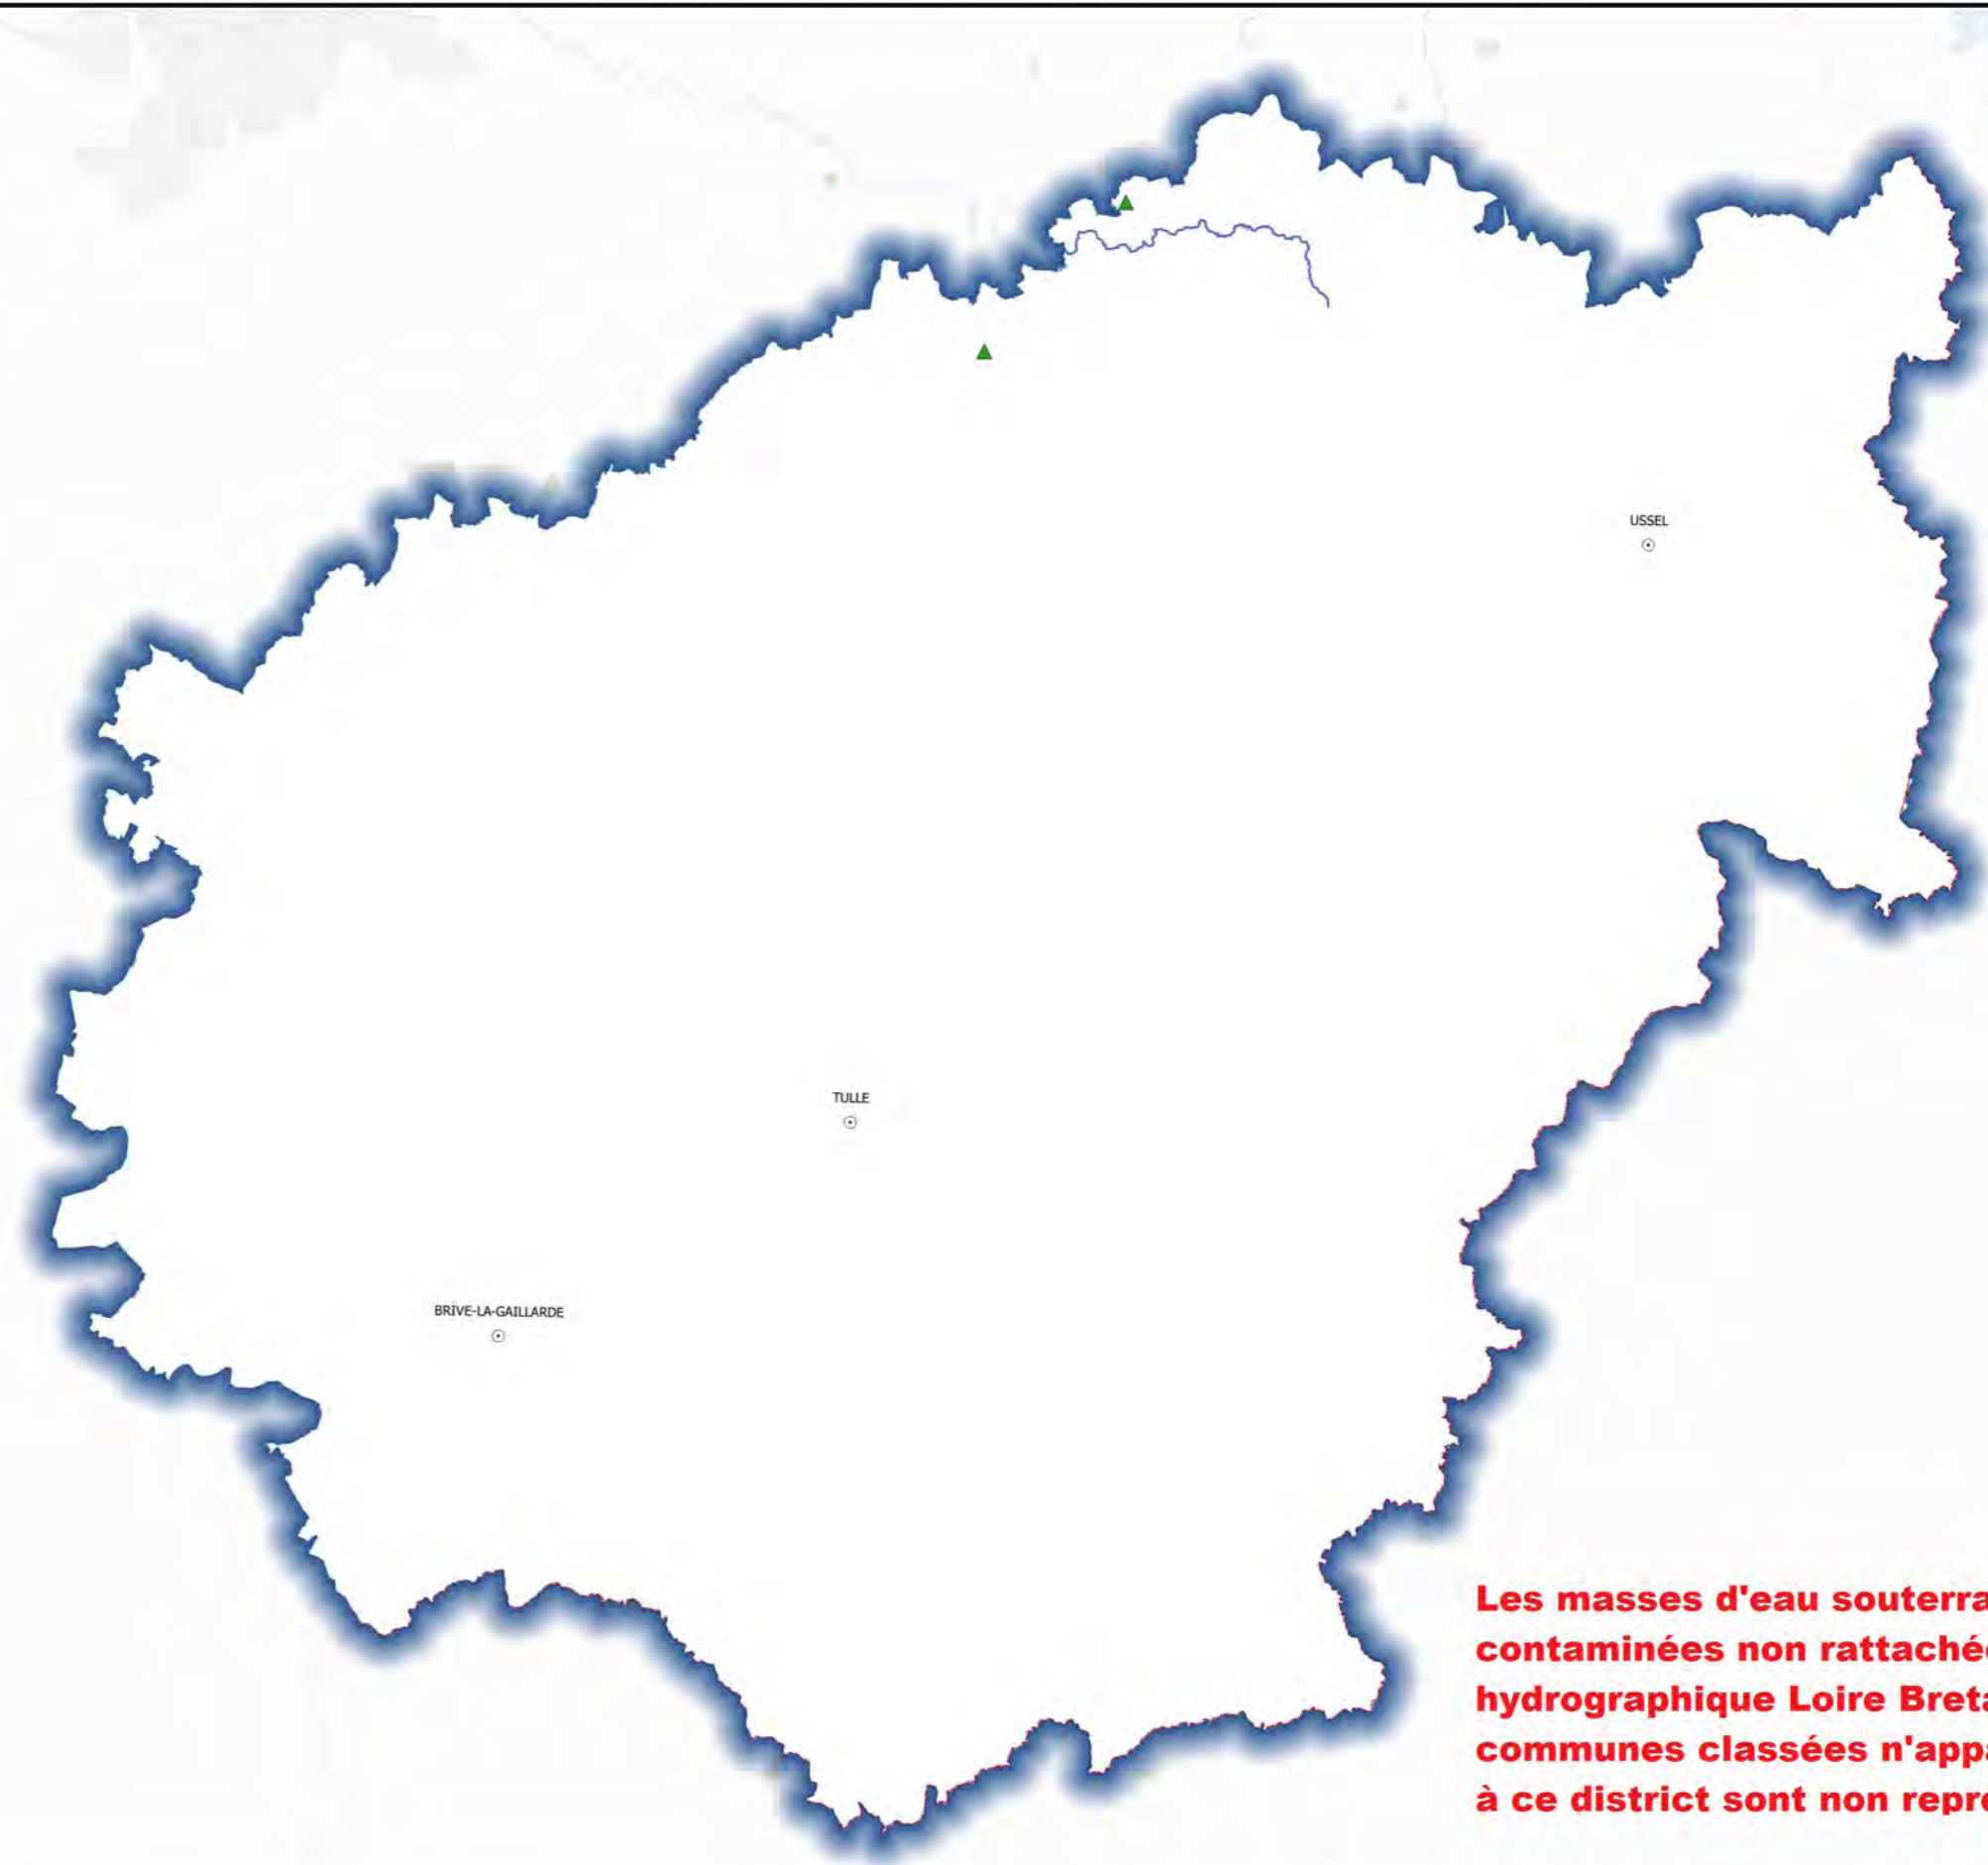 USSEL
TULLE
BRIVE-LA-GAILLARDE
Les masses d'eau souterra
contaminées non rattaché
hydrographique Loire Breta
communes classées n'appa
à ce district sont non repré